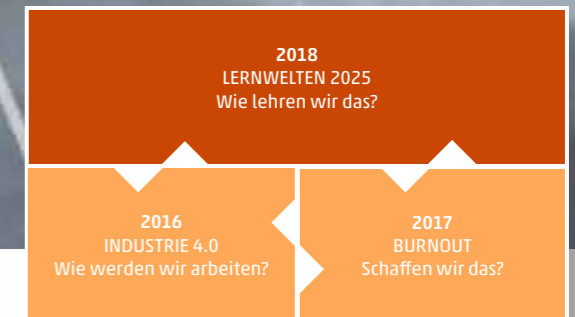 2018
LERNWELTEN 2025
Wie lehren wir das?
2016
INDUSTRIE 4.0
Wie werden wir arbeiten?
2017
BURNOUT
Schaffen wir das?